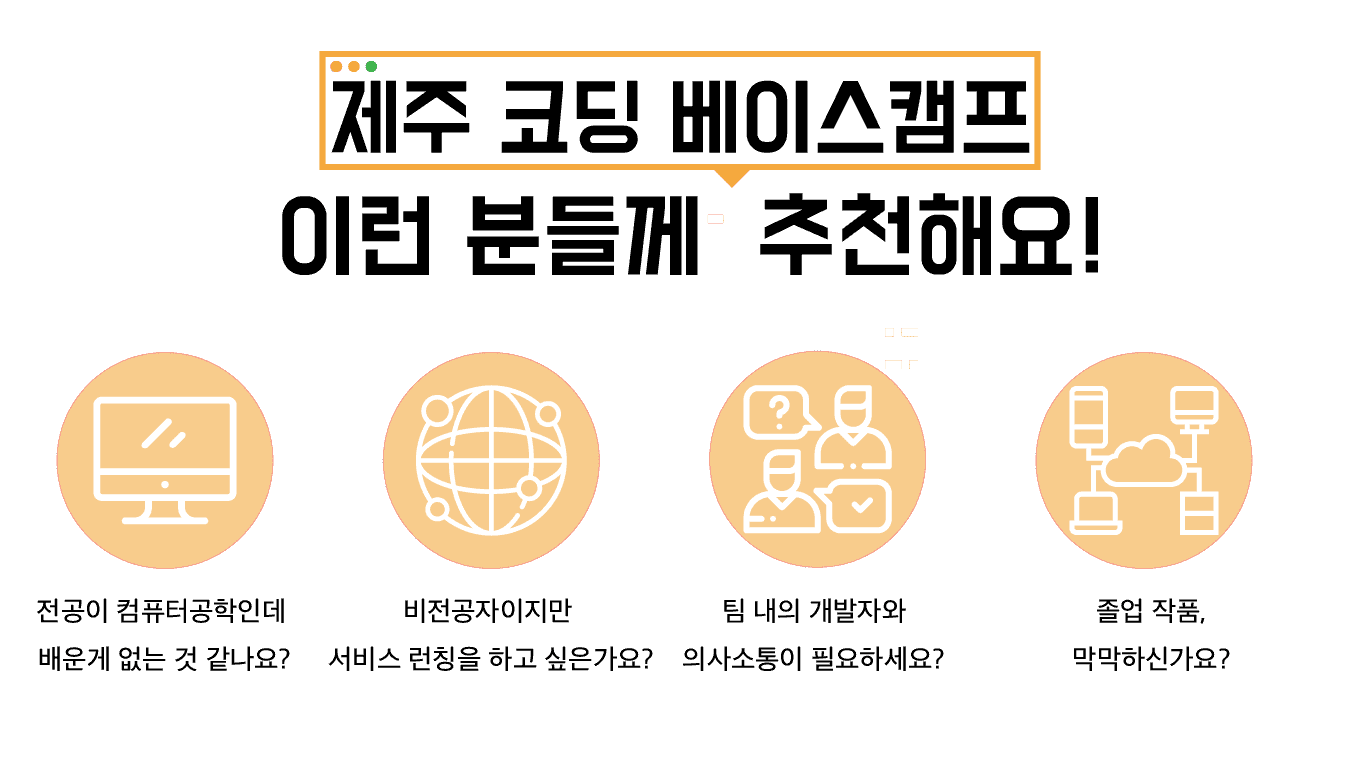 제주 코딩 베이스캠프
이런 분들께 추천해요!
전공이 컴퓨터공학인데
배운게 없는 것 같나요?
비전공자이지만
서비스 런칭을 하고 싶은가요?
팀 내의 개발자와
의사소통이 필요하세요?
졸업 작품,
막막하신가요?